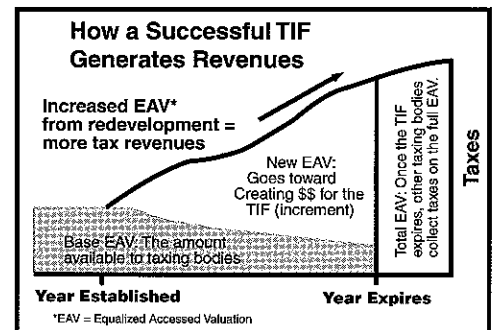 How a Successful TIF
Generates Revenues
Increased EAV*
from redevelopment =
more tax revenues
New EAV:
Goes toward
Creating $$ for the
TIF (increment)
Total EAV: Once the TIF
expires, other taxing bodies
collect taxes on the full EAV.
Taxes
Base EAV: The amount
available to taxing bodies
Year Established
Year Expires
*EAV = Equalized Accessed Valuation